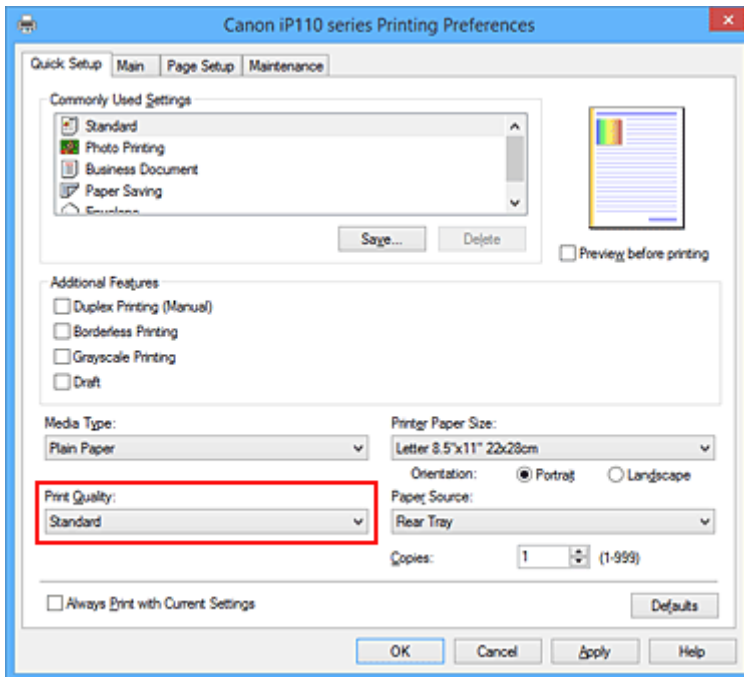 Canon iP110 series Printing Preferences
Quick Setup Main Page Setup Maintenance
Commonly Used Settings
Standard
Photo Printing
Business Document
Paper Saving
Envelope
Save... Delete
Preview before printing
Additional Features
Duplex Printing (Manual)
Borderless Printing
Grayscale Printing
Draft
Media Type:
Plain Paper
Printer Paper Size:
Letter 8.5"x11" 22x28cm
Orientation: Portrait Landscape
Print Quality:
Standard
Paper Source:
Rear Tray
Copies: 1 (1-999)
Always Print with Current Settings
Defaults
OK Cancel Apply Help